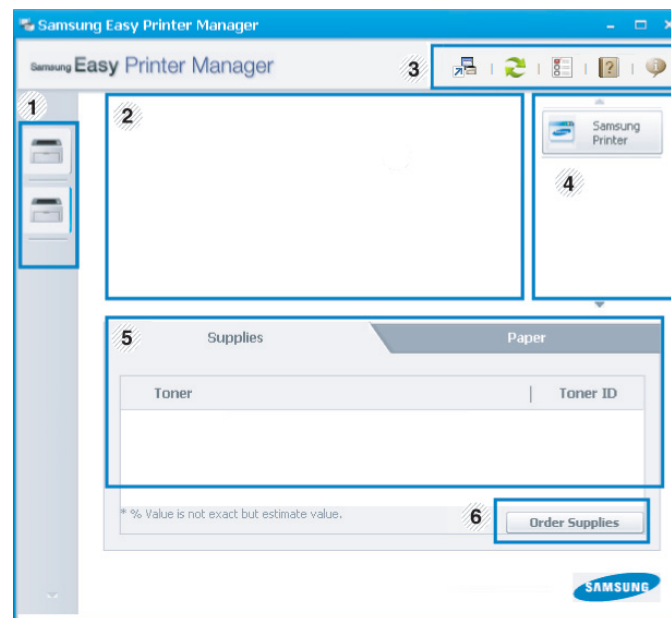 Samsung Easy Printer Manager
Samsung Easy Printer Manager
3
1
2
Samsung
Printer
4
5
Supplies
Paper
Toner
Toner ID
* % Value is not exact but estimate value.
6
Order Supplies
SAMSUNG